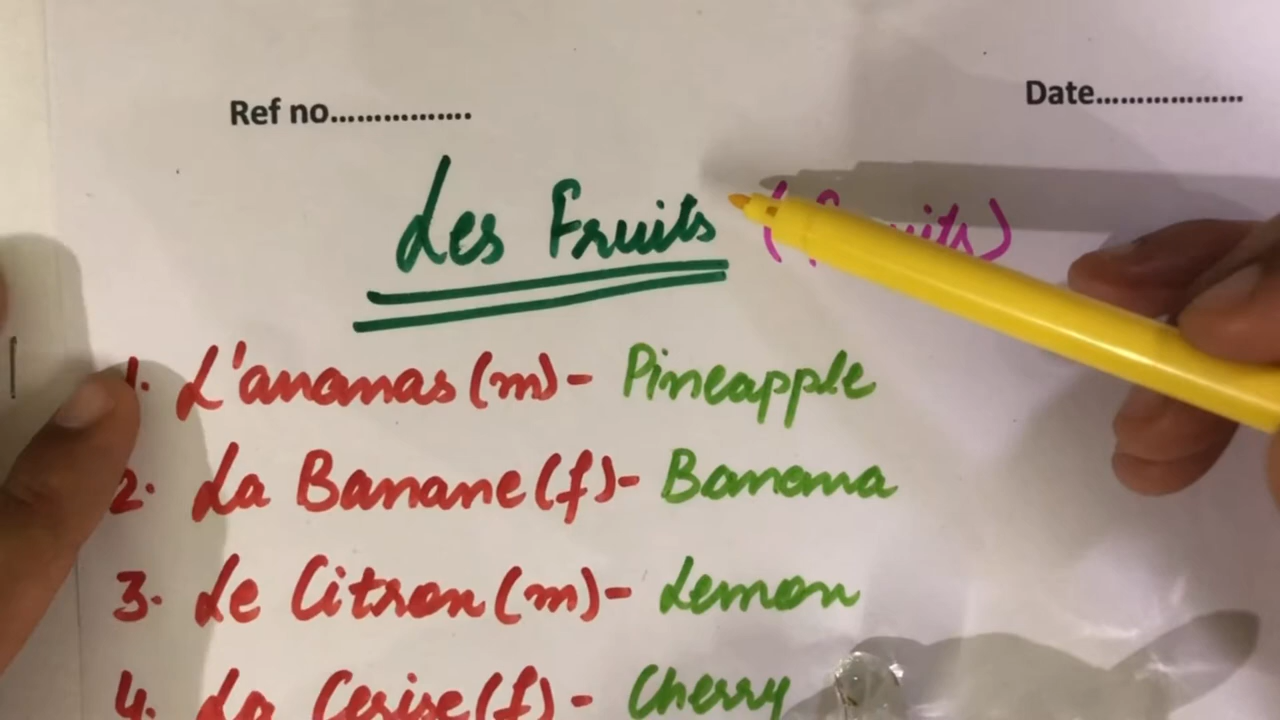 Ref no............... Date..................
Les Fruits
1. L'ananas (m) - Pineapple
2. La Banane (f) - Banana
3. Le Citron (m) - Lemon
4. La Cerise (f) - Cherry